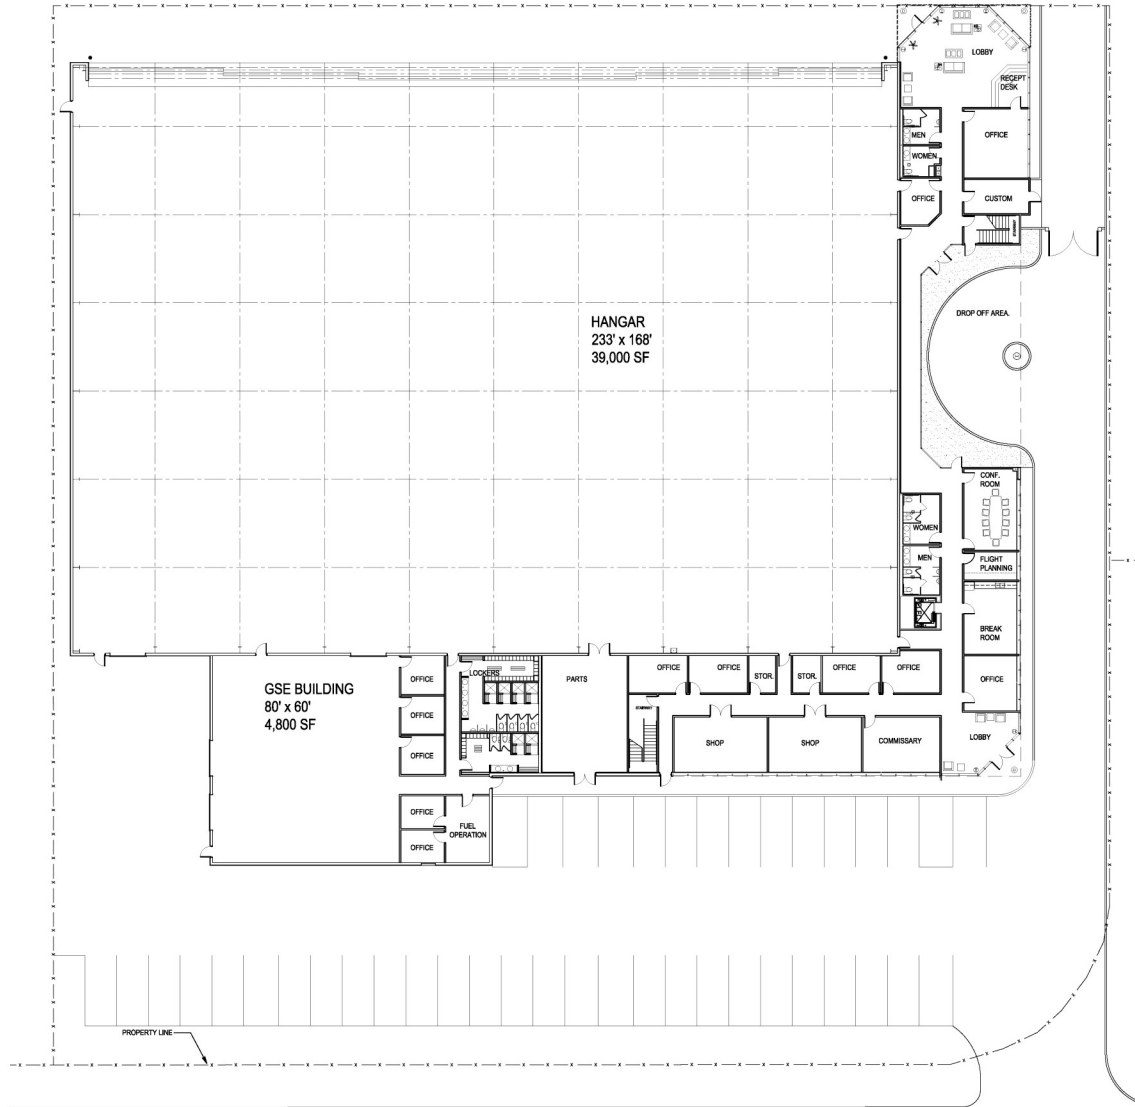 LOBBY
RECEPT
DESK
MEN
OFFICE
WOMEN
OFFICE
CUSTOM
STAIRWAY
DROP OFF AREA.
HANGAR
233' x 168'
39,000 SF
CONF.
ROOM
WOMEN
MEN
FLIGHT
PLANNING
BREAK
ROOM
OFFICE
LOBBY
OFFICE
OFFICE
STOR.
STOR.
OFFICE
OFFICE
LOCKERS
PARTS
STAIRWAY
SHOP
SHOP
COMMISSARY
GSE BUILDING
80' x 60'
4,800 SF
OFFICE
OFFICE
OFFICE
OFFICE
OFFICE
FUEL
OPERATION
PROPERTY LINE